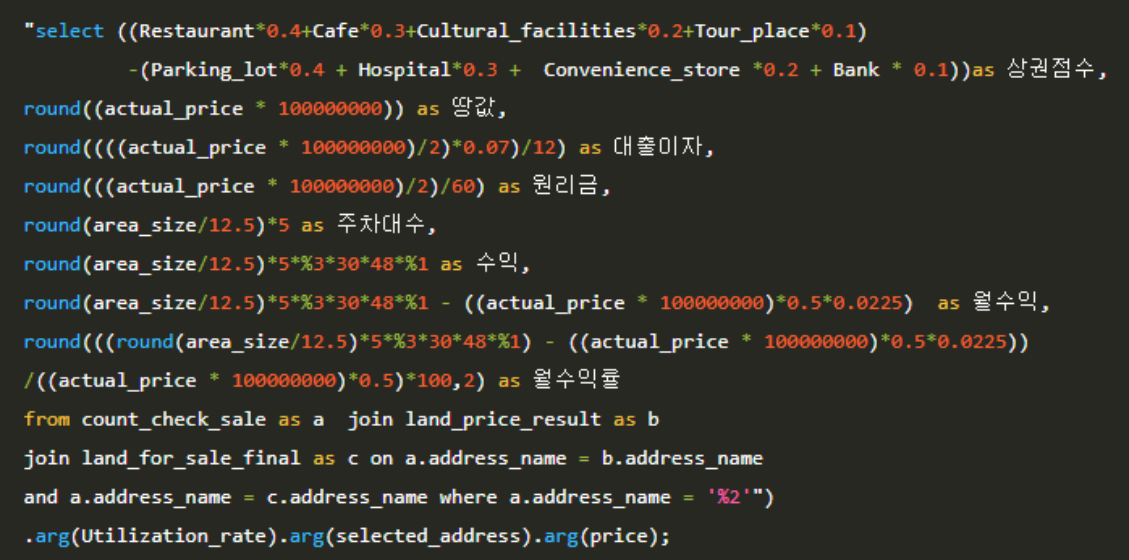 "select ((Restaurant*0.4+Cafe*0.3+Cultural_facilities*0.2+Tour_place*0.1)
-(Parking_lot*0.4 + Hospital*0.3 +  Convenience_store *0.2 + Bank * 0.1))as 상권점수,
round((actual_price * 100000000)) as 땅값,
round((((actual_price * 100000000)/2)*0.07)/12) as 대출이자,
round(((actual_price * 100000000)/2)/60) as 원리금,
round(area_size/12.5)*5 as 주차대수,
round(area_size/12.5)*5*%3*30*48*%1 as 수익,
round(area_size/12.5)*5*%3*30*48*%1 - ((actual_price * 100000000)*0.5*0.0225)  as 월수익,
round(((round(area_size/12.5)*5*%3*30*48*%1) - ((actual_price * 100000000)*0.5*0.0225))
/((actual_price * 100000000)*0.5)*100,2) as 월수익률
from count_check_sale as a  join land_price_result as b
join land_for_sale_final as c on a.address_name = b.address_name
and a.address_name = c.address_name where a.address_name = '%2'")
.arg(Utilization_rate).arg(selected_address).arg(price);